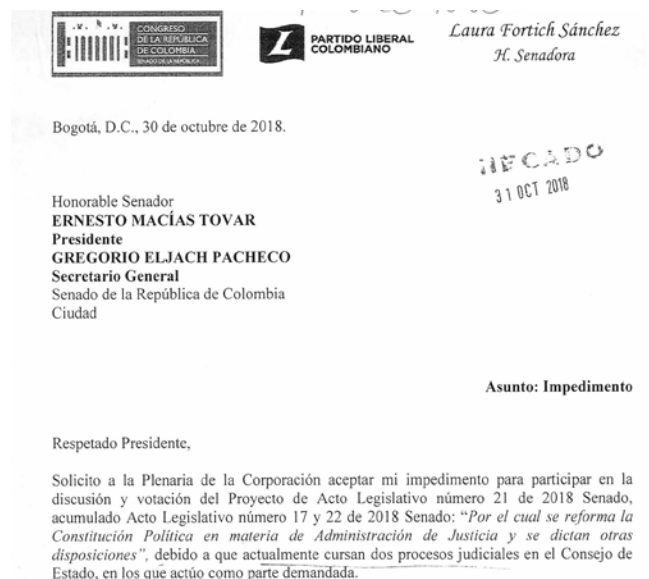 CONGRESO
DE LA REPÚBLICA
DE COLOMBIA
SENADO DE LA REPÚBLICA
L
PARTIDO LIBERAL
COLOMBIANO
Laura Fortich Sánchez
H. Senadora
Bogotá, D.C., 30 de octubre de 2018.
31 OCT 2018
Honorable Senador
ERNESTO MACÍAS TOVAR
Presidente
GREGORIO ELJACH PACHECO
Secretario General
Senado de la República de Colombia
Ciudad
Asunto: Impedimento
Respetado Presidente,
Solicito a la Plenaria de la Corporación aceptar mi impedimento para participar en la
discusión y votación del Proyecto de Acto Legislativo número 21 de 2018 Senado,
acumulado Acto Legislativo número 17 y 22 de 2018 Senado: “Por el cual se reforma la
Constitución Politica en materia de Administración de Justicia y se dictan otras
disposiciones”, debido a que actualmente cursan dos procesos judiciales en el Consejo de
Estado, en los que actúo como parte demandada.